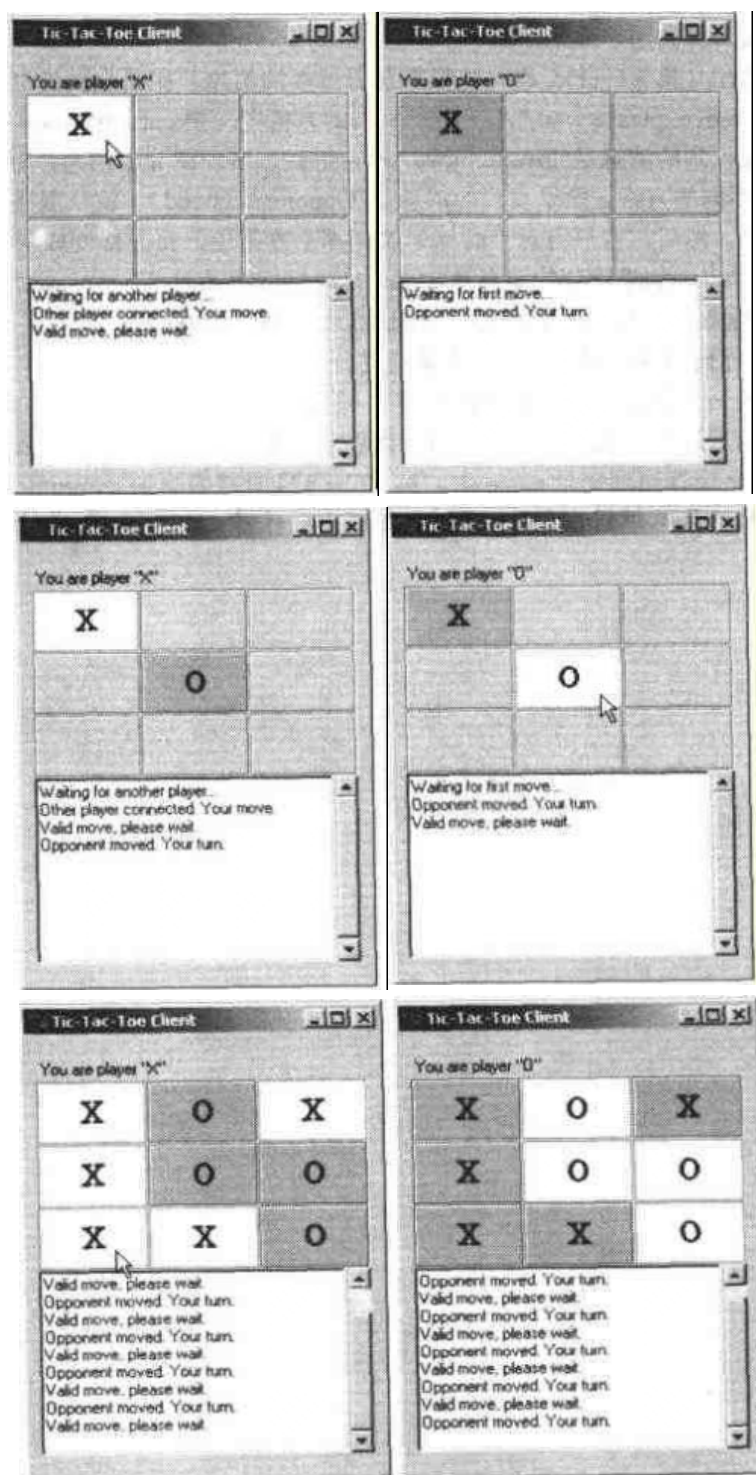 Tic-Tac-Toe Client
You are player "X"
X
Waiting for another player...
Other player connected. Your move.
Valid move, please wait.
Tic-Tac-Toe Client
You are player "O"
X
Waiting for first move...
Opponent moved. Your turn.
Tic-Tac-Toe Client
You are player "X"
X
O
Waiting for another player...
Other player connected. Your move.
Valid move, please wait.
Opponent moved. Your turn.
Tic-Tac-Toe Client
You are player "O"
X
O
Waiting for first move...
Opponent moved. Your turn.
Valid move, please wait.
Tic-Tac-Toe Client
You are player "X"
X O X
X O O
X X O
Valid move, please wait.
Opponent moved. Your turn.
Valid move, please wait.
Opponent moved. Your turn.
Valid move, please wait.
Opponent moved. Your turn.
Valid move, please wait.
Opponent moved. Your turn.
Valid move, please wait.
Tic-Tac-Toe Client
You are player "O"
X O X
X O O
X X O
Opponent moved. Your turn.
Valid move, please wait.
Opponent moved. Your turn.
Valid move, please wait.
Opponent moved. Your turn.
Valid move, please wait.
Opponent moved. Your turn.
Valid move, please wait.
Opponent moved. Your turn.